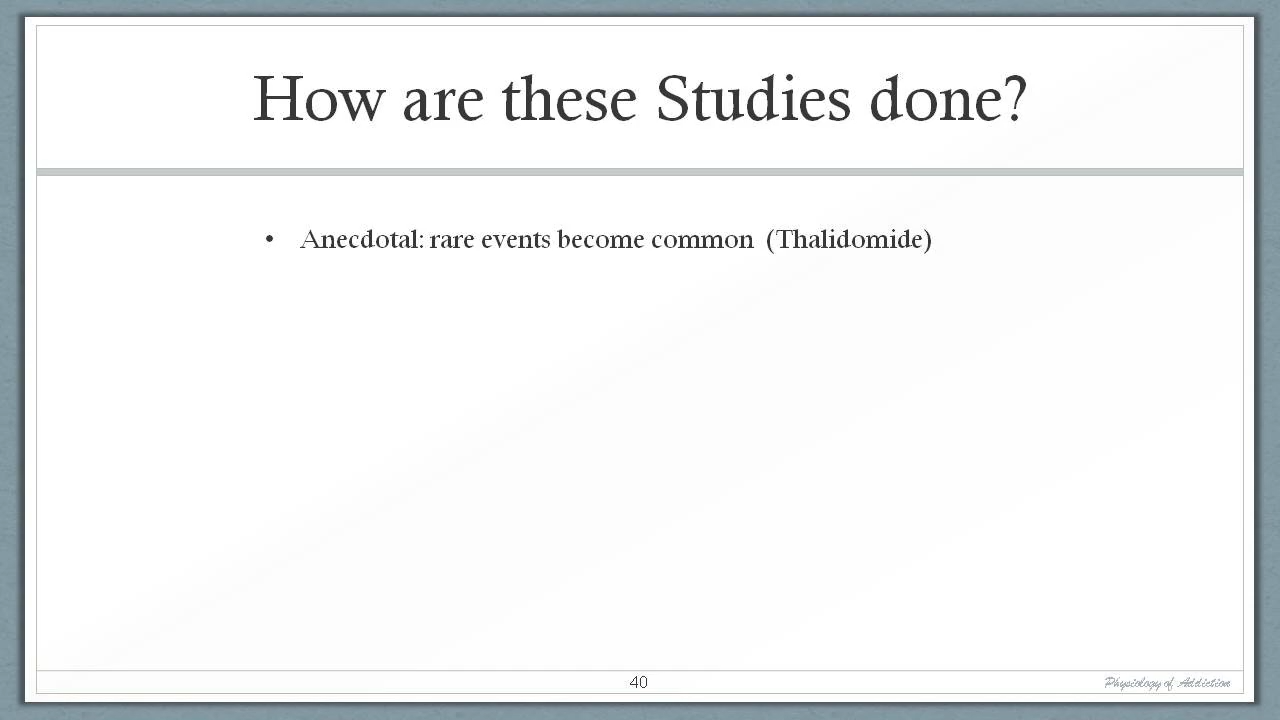 How are these Studies done?
• Anecdotal: rare events become common (Thalidomide)
40
Physiology of Addiction